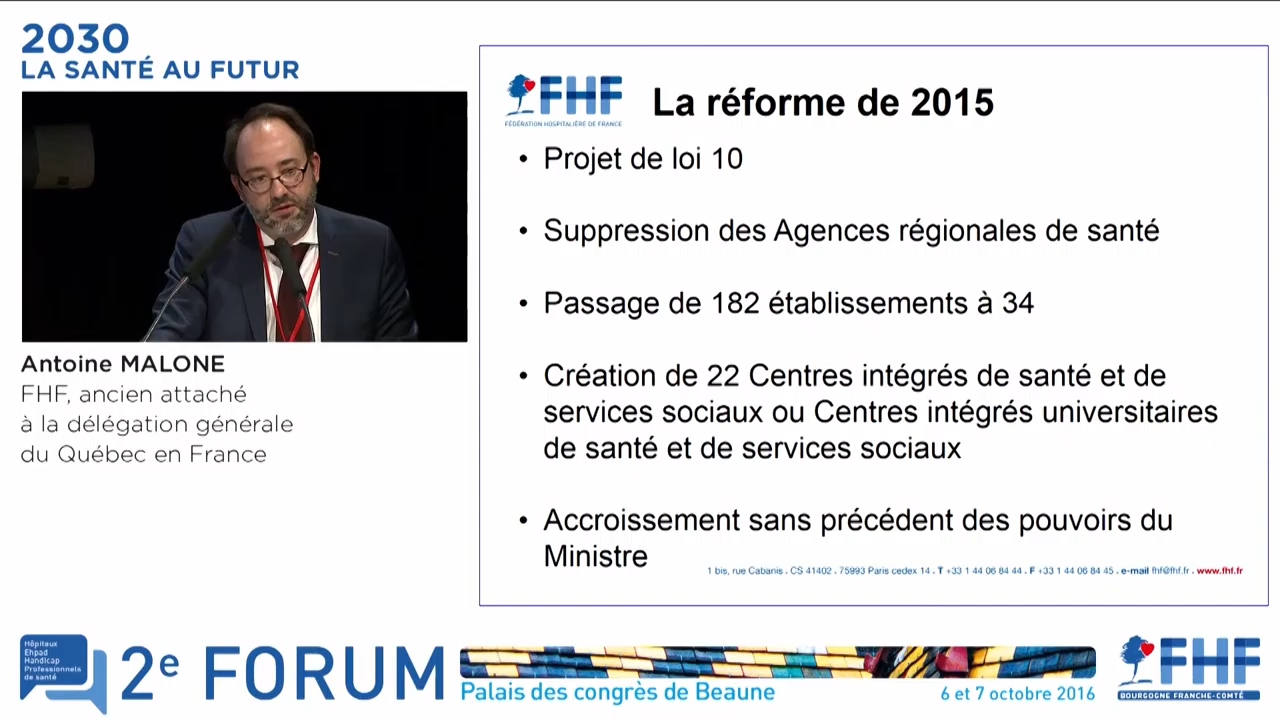 2030
LA SANTÉ AU FUTUR
FHF
FÉDÉRATION HOSPITALIÈRE DE FRANCE
La réforme de 2015
• Projet de loi 10
• Suppression des Agences régionales de santé
• Passage de 182 établissements à 34
• Création de 22 Centres intégrés de santé et de
services sociaux ou Centres intégrés universitaires
de santé et de services sociaux
• Accroissement sans précédent des pouvoirs du
Ministre
1 bis, rue Cabanis . CS 41402 . 75993 Paris cedex 14 . T +33 1 44 06 84 44 . F +33 1 44 06 84 45 . e-mail fhf@fhf.fr . www.fhf.fr
Antoine MALONE
FHF, ancien attaché
à la délégation générale
du Québec en France
Hôpitaux
Ehpad
Handicap
Professionnels
de santé
2e FORUM
Palais des congrès de Beaune
6 et 7 octobre 2016
FHF
BOURGOGNE FRANCHE-COMTÉ